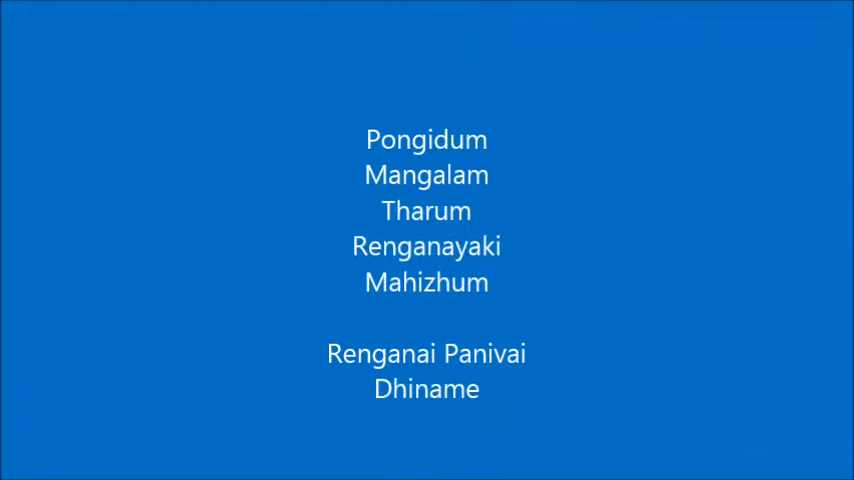 Pongidum
Mangalam
Tharum
Renganayaki
Mahizhum
Renganai Panivai
Dhiname